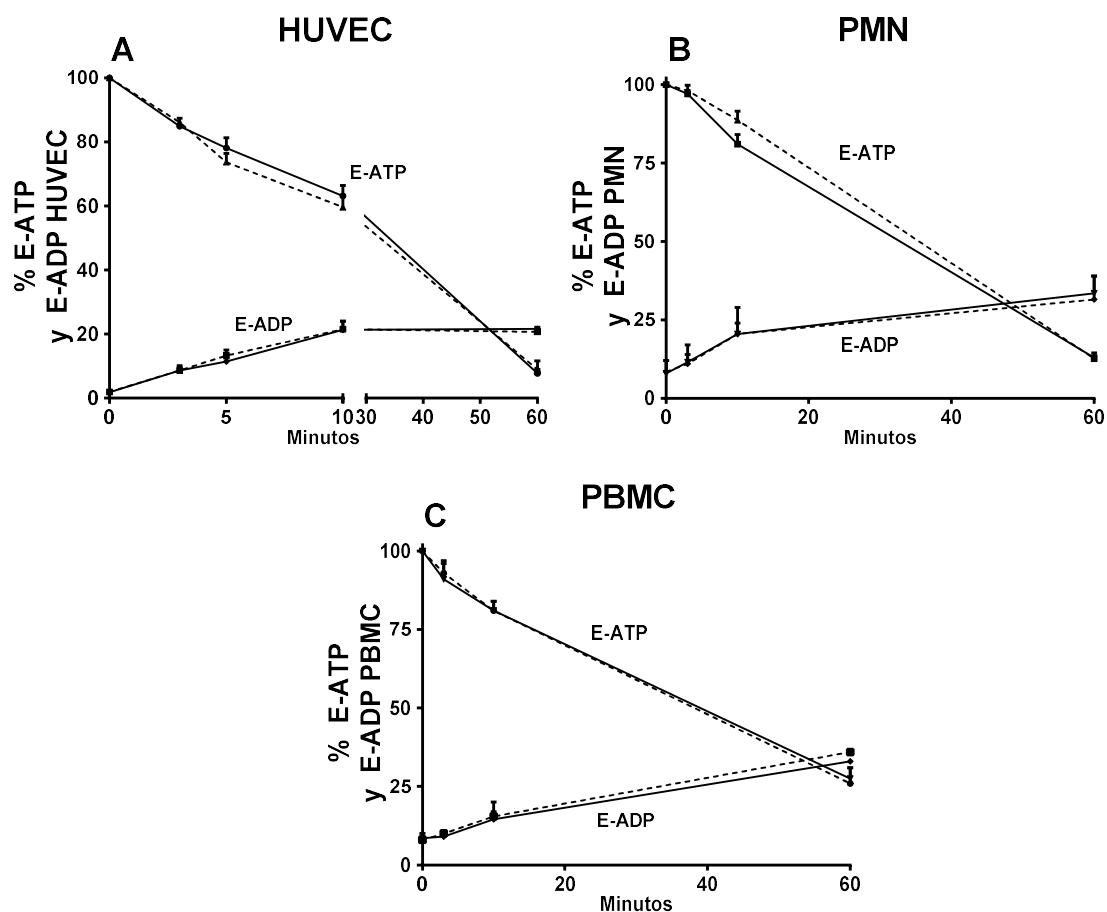 HUVEC
A
% E-ATP
y E-ADP HUVEC
100
80
60
40
20
0
E-ATP
E-ADP
0 5 10 30 40 50 60
Minutos
PMN
B
% E-ATP
y E-ADP PMN
100
75
50
25
0
E-ATP
E-ADP
0 20 40 60
Minutos
PBMC
C
% E-ATP
y E-ADP PBMC
100
75
50
25
0
E-ATP
E-ADP
0 20 40 60
Minutos